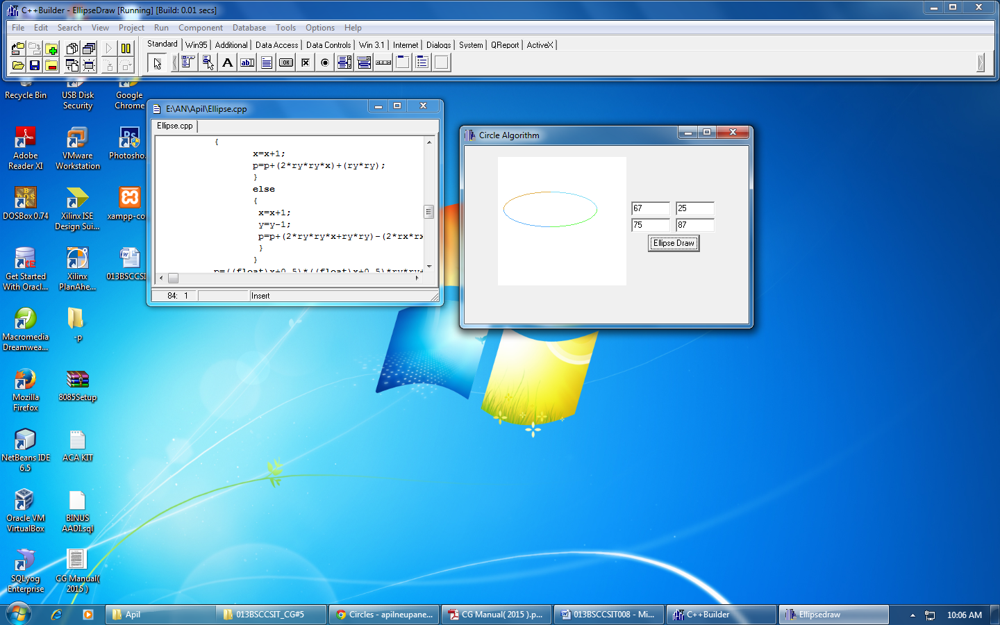 C++Builder - EllipseDraw [Running] [Build: 0.01 secs]
File Edit Search View Project Run Component Database Tools Options Help
Standard Win95 Additional Data Access Data Controls Win 3.1 Internet Dialogs System QReport ActiveX
Recycle Bin
USB Disk Security
Google Chrome
Adobe Reader XI
VMware Workstation
Photosho...
DOSBox 0.74
Xilinx ISE Design Sui...
xampp-co...
Get Started With Oracl...
Xilinx PlanAhe...
013BSCCSI...
Macromedia Dreamwea...
-p
Mozilla Firefox
8085Setup
NetBeans IDE 6.5
ACA KIT
Oracle VM VirtualBox
BINUS AADI.sql
SQLyog Enterprise
CG Manual( 2015 )
E:\AN\Apil\Ellipse.cpp
Ellipse.cpp
{
x=x+1;
p=p+(2*ry*ry*x)+(ry*ry);
}
else
{
x=x+1;
y=y-1;
p=p+(2*ry*ry*x+ry*ry)-(2*rx*rx
}
}
p=((float)x+0.5)*((float)x+0.5)*ry*ry+
84: 1 Insert
Circle Algorithm
67 25
75 87
Ellipse Draw
Apil
013BSCCSIT_CG#5
Circles - apilneupane...
CG Manual( 2015 ).p...
013BSCCSIT008 - Mi...
C++Builder
Ellipsedraw
10:06 AM